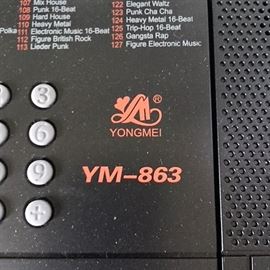 107 Mix House
108 Punk 16-Beat
109 Hard House
110 Heavy Metal
111 Electronic Music 16-Beat
112 Figure British Rock
113 Lieder Punk
Polka
122 Elegant Waltz
123 Punk Cha Cha
124 Heavy Metal 16-Beat
125 Trip-Hop 16-Beat
126 Gangsta Rap
127 Figure Electronic Music
3
6
9
+
YM®
YONGMEI
YM-863